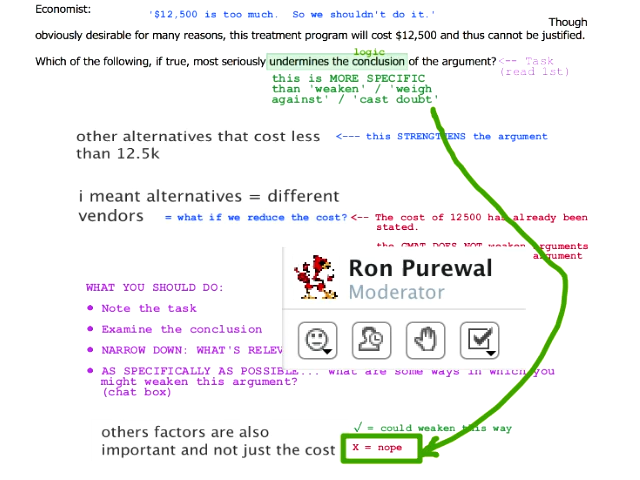 Economist:
'$12,500 is too much. So we shouldn't do it.'
Though
obviously desirable for many reasons, this treatment program will cost $12,500 and thus cannot be justified.
logic
Which of the following, if true, most seriously undermines the conclusion of the argument? <-- Task
(read 1st)
this is MORE SPECIFIC
than 'weaken' / 'weigh
against' / 'cast doubt'
other alternatives that cost less <--- this STRENGTHENS the argument
than 12.5k
i meant alternatives = different
vendors = what if we reduce the cost? <-- The cost of 12500 has already been
stated.
the GMAT DOES NOT weaken arguments
argument
Ron Purewal
Moderator
WHAT YOU SHOULD DO:
• Note the task
• Examine the conclusion
• NARROW DOWN: WHAT'S
• AS SPECIFICALLY AS POSSIBLE... what are some ways in which you
might weaken this argument?
(chat box)
others factors are also √ = could weaken this way
important and not just the cost X = nope